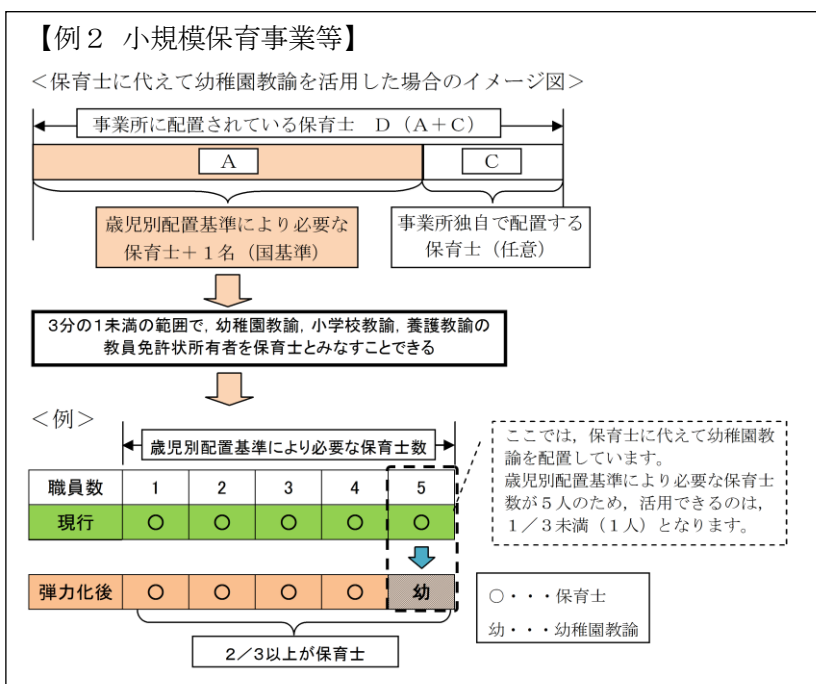 【例２ 小規模保育事業等】
＜保育士に代えて幼稚園教諭を活用した場合のイメージ図＞
事業所に配置されている保育士　Ｄ（Ａ＋Ｃ）
Ａ
Ｃ
歳児別配置基準により必要な
保育士＋１名（国基準）
事業所独自で配置する
保育士（任意）
3分の1未満の範囲で，幼稚園教諭，小学校教諭，養護教諭の
教員免許状所有者を保育士とみなすことできる
＜例＞
歳児別配置基準により必要な保育士数
職員数 1 2 3 4 5
現行 ○ ○ ○ ○ ○
弾力化後 ○ ○ ○ ○ 幼
２／３以上が保育士
ここでは，保育士に代えて幼稚園教
諭を配置しています。
歳児別配置基準により必要な保育士
数が５人のため，活用できるのは，
１／３未満（１人）となります。
○・・・保育士
幼・・・幼稚園教諭